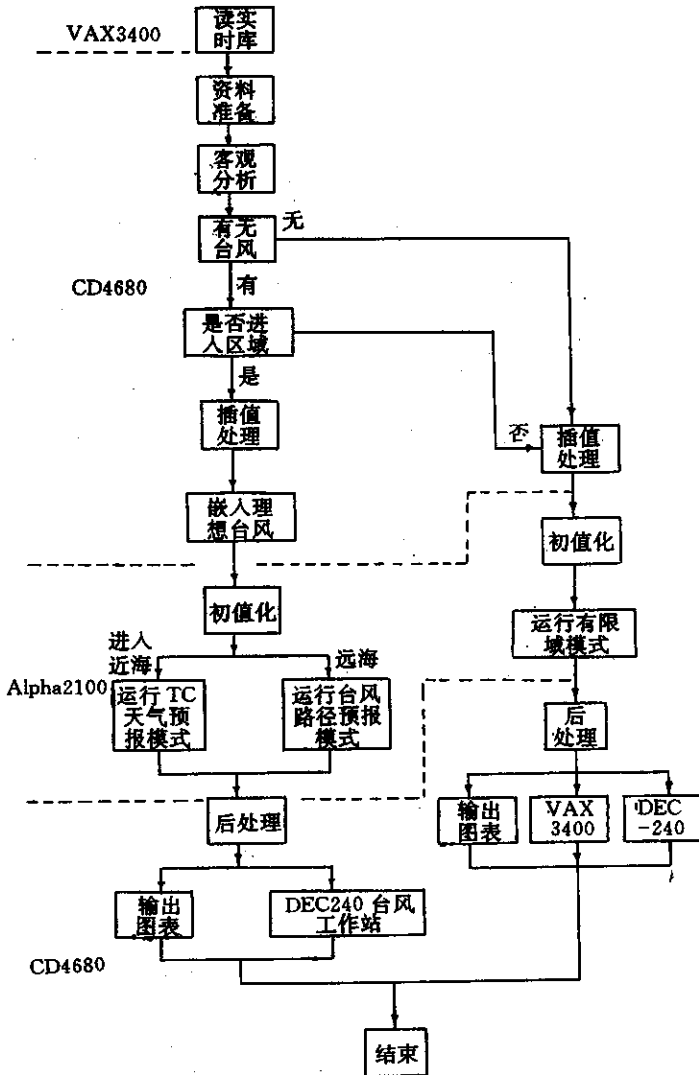 VAX3400
读实
时库
资料
准备
客观
分析
有无
台风
无
有
CD4680
是否进
入区域
是
否
插值
处理
插值
处理
嵌入理
想台风
初值化
初值化
运行有限
域模式
进入
近海
远海
Alpha2100
运行TC
天气预
报模式
运行台风
路径预报
模式
后
处理
后处理
输出
图表
VAX
3400
DEC
-240
输出
图表
DEC240 台风
工作站
CD4680
结束